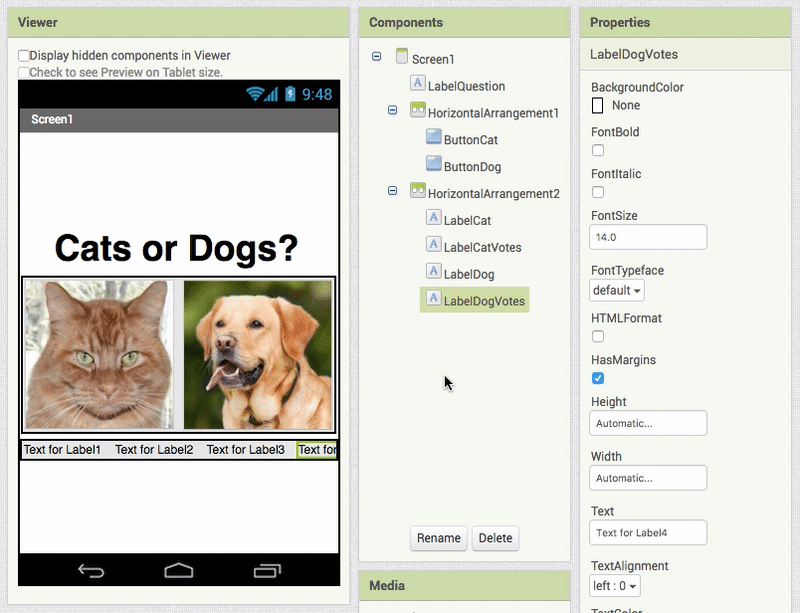 Viewer
Display hidden components in Viewer
Check to see Preview on Tablet size.
9:48
Screen1
Cats or Dogs?
Text for Label1
Text for Label2
Text for Label3
Text for
Components
Screen1
LabelQuestion
HorizontalArrangement1
ButtonCat
ButtonDog
HorizontalArrangement2
LabelCat
LabelCatVotes
LabelDog
LabelDogVotes
Rename
Delete
Media
Properties
LabelDogVotes
BackgroundColor
None
FontBold
FontItalic
FontSize
14.0
FontTypeface
default
HTMLFormat
HasMargins
Height
Automatic...
Width
Automatic...
Text
Text for Label4
TextAlignment
left : 0
TextColor